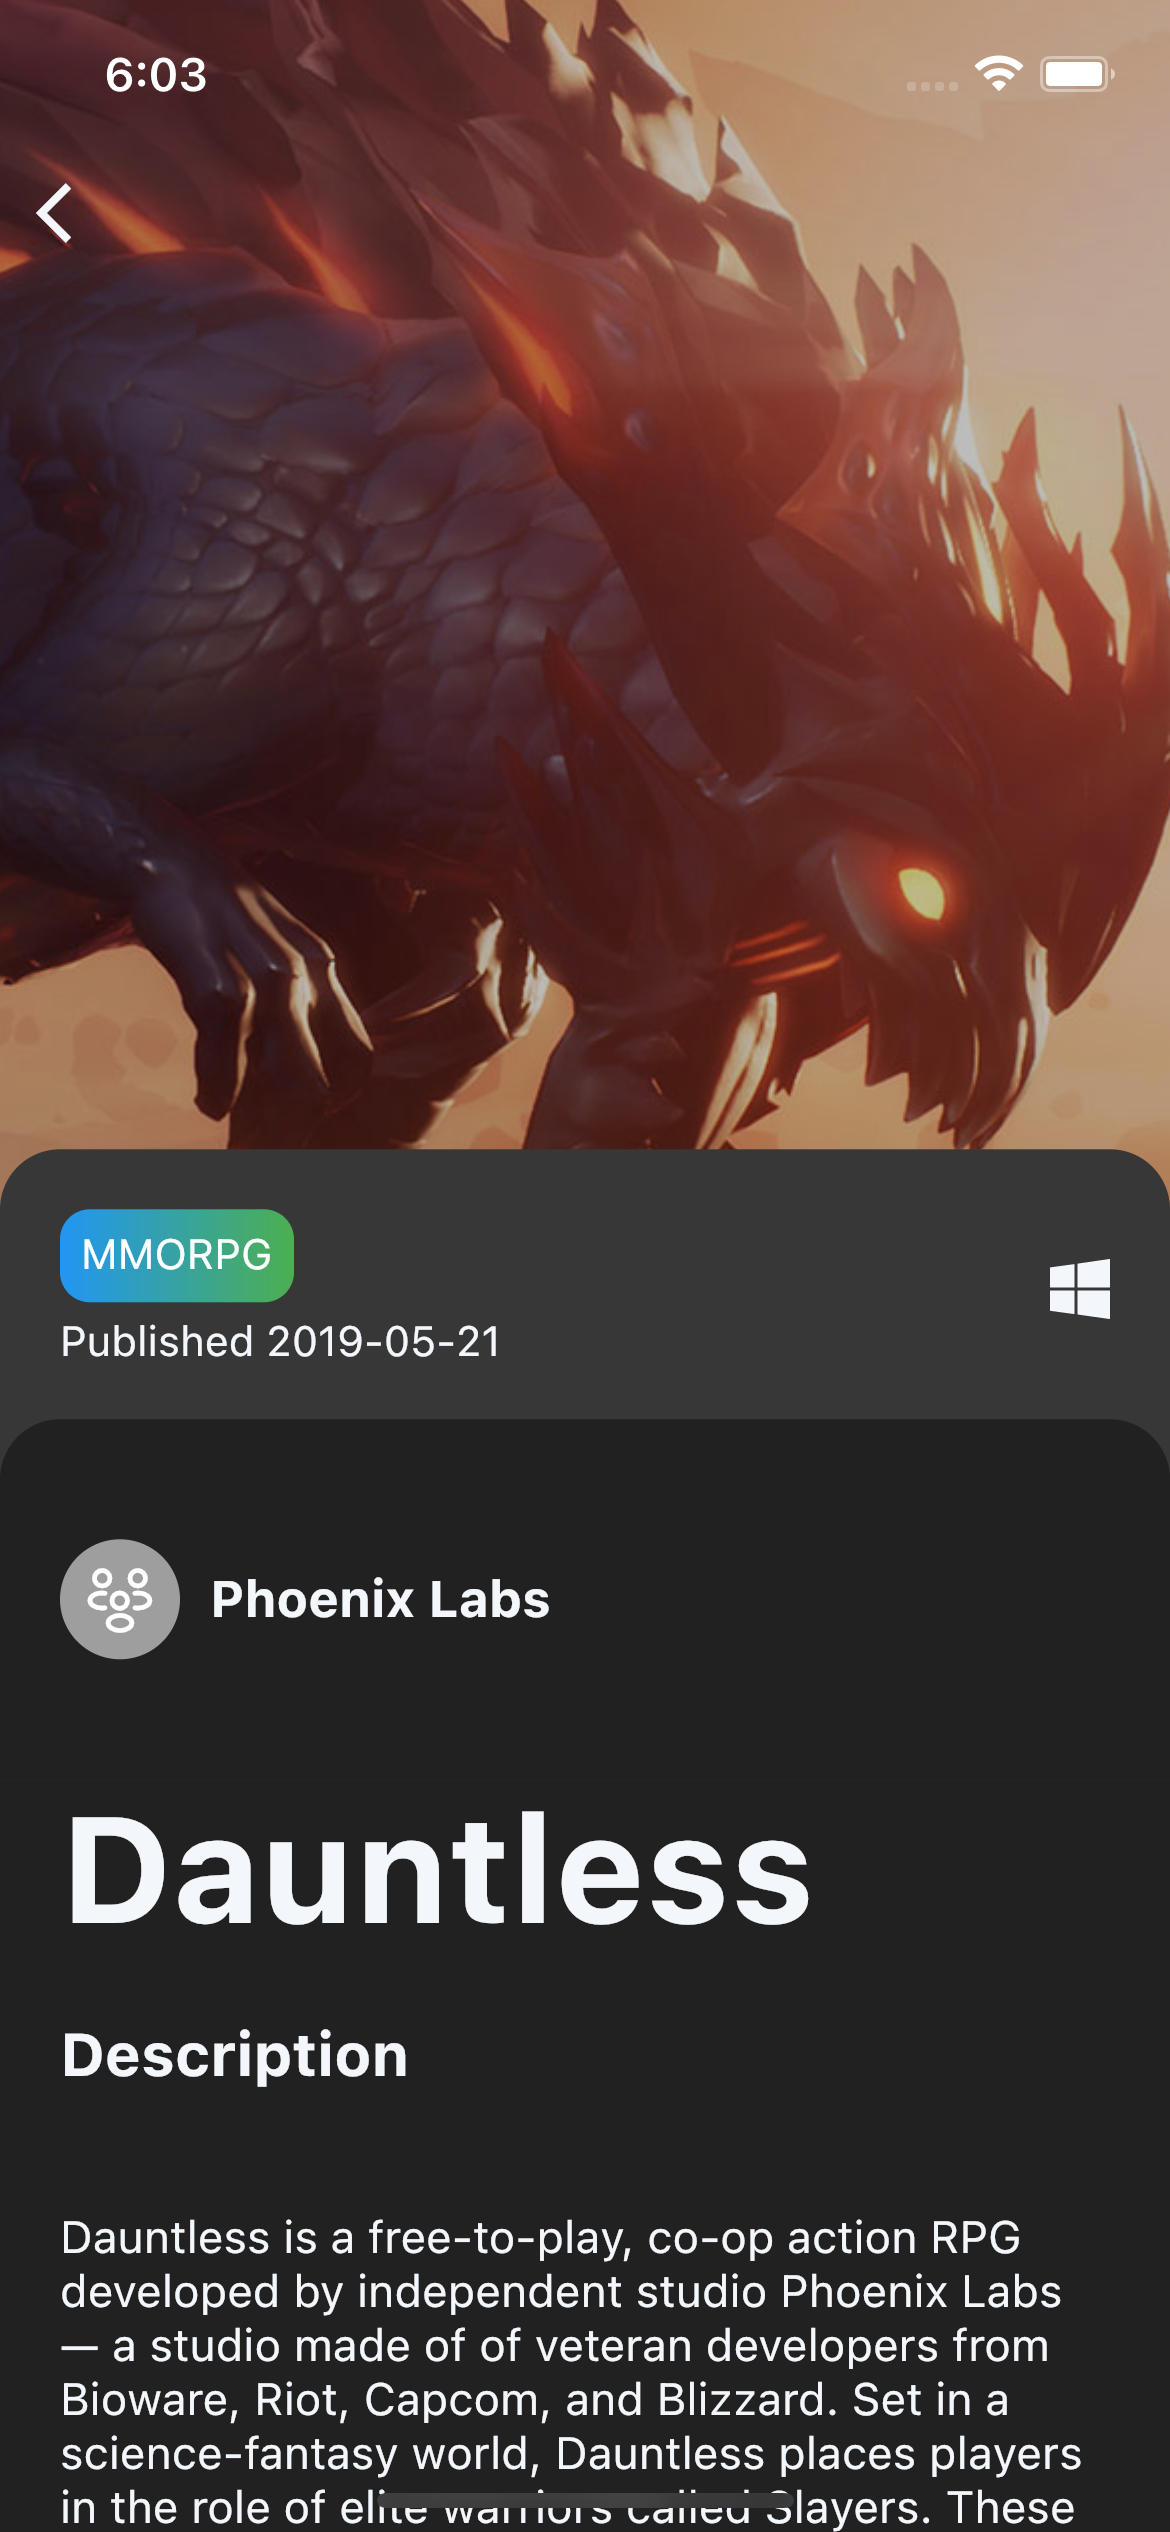 6:03
MMORPG
Published 2019-05-21
Phoenix Labs
Dauntless
Description
Dauntless is a free-to-play, co-op action RPG
developed by independent studio Phoenix Labs
— a studio made of of veteran developers from
Bioware, Riot, Capcom, and Blizzard. Set in a
science-fantasy world, Dauntless places players
in the role of elite warriors called Slayers. These